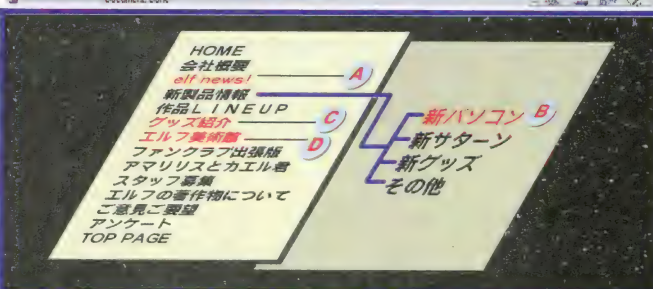 HOME
会社概要
elf news!
A
新製品情報
作品LINEUP
グッズ紹介
C
エルフ美術館
D
ファンクラブ出張版
アマリリスとカエル君
スタッフ募集
エルフの著作物について
ご意見ご要望
アンケート
TOP PAGE
新パソコン
B
新サターン
新グッズ
その他